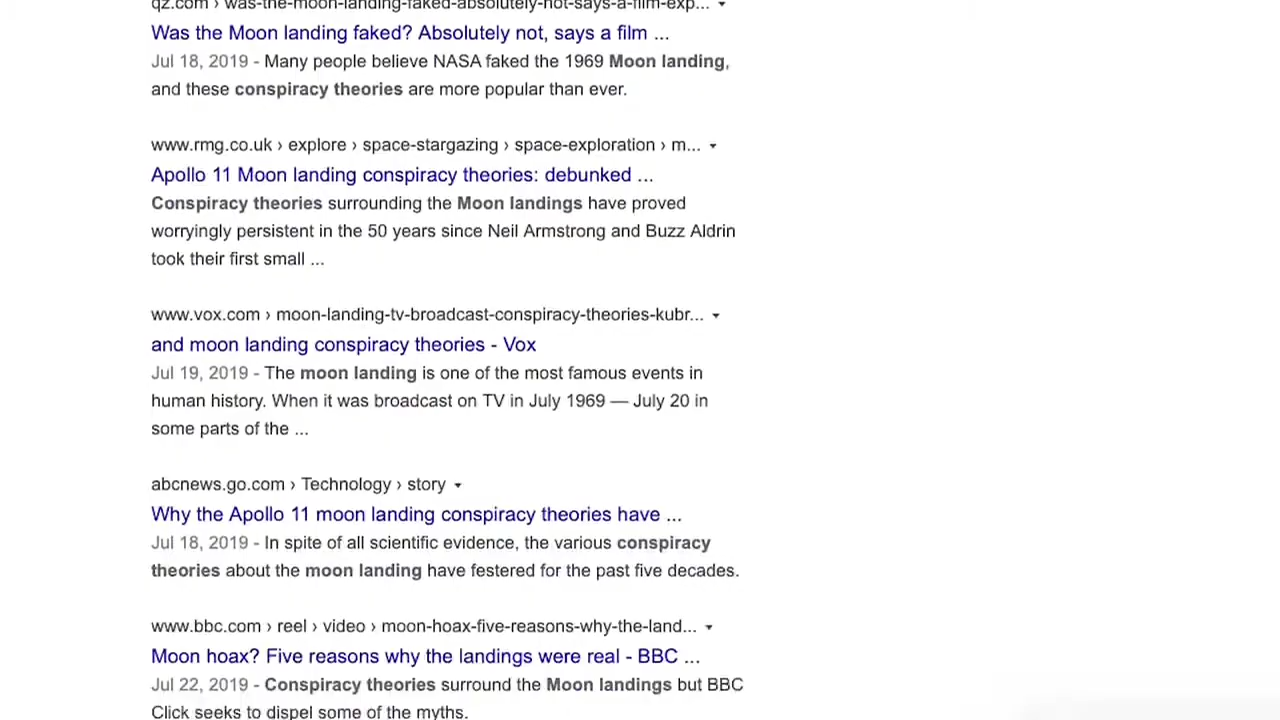 qz.com › was-the-moon-landing-faked-absolutely-not-says-a-film-exp...
Was the Moon landing faked? Absolutely not, says a film ...
Jul 18, 2019 - Many people believe NASA faked the 1969 Moon landing,
and these conspiracy theories are more popular than ever.
www.rmg.co.uk › explore › space-stargazing › space-exploration › m...
Apollo 11 Moon landing conspiracy theories: debunked ...
Conspiracy theories surrounding the Moon landings have proved
worryingly persistent in the 50 years since Neil Armstrong and Buzz Aldrin
took their first small ...
www.vox.com › moon-landing-tv-broadcast-conspiracy-theories-kubr...
and moon landing conspiracy theories - Vox
Jul 19, 2019 - The moon landing is one of the most famous events in
human history. When it was broadcast on TV in July 1969 — July 20 in
some parts of the ...
abcnews.go.com › Technology › story
Why the Apollo 11 moon landing conspiracy theories have ...
Jul 18, 2019 - In spite of all scientific evidence, the various conspiracy
theories about the moon landing have festered for the past five decades.
www.bbc.com › reel › video › moon-hoax-five-reasons-why-the-land...
Moon hoax? Five reasons why the landings were real - BBC ...
Jul 22, 2019 - Conspiracy theories surround the Moon landings but BBC
Click seeks to dispel some of the myths.